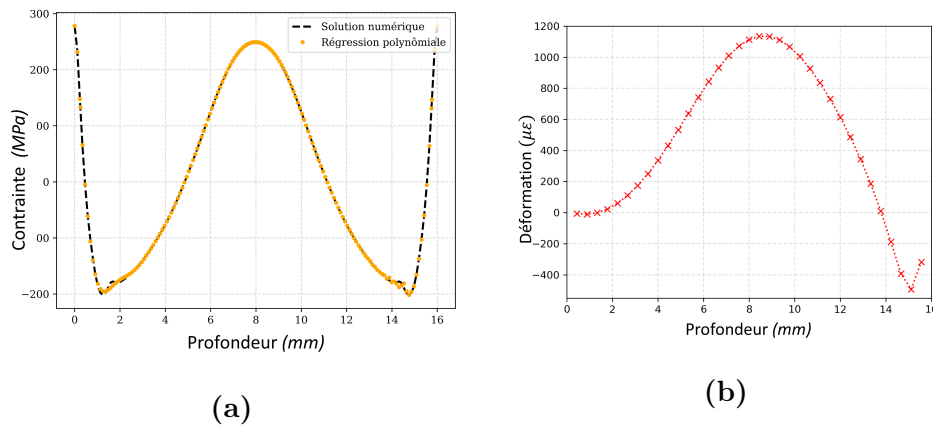 300
200
00
0
00
−200
0 2 4 6 8 10 12 14 16
Contrainte (MPa)
Profondeur (mm)
Solution numérique
Régression polynômiale
(a)
1200
1000
800
600
400
200
0
−200
−400
0 2 4 6 8 10 12 14 16
Déformation (με)
Profondeur (mm)
(b)